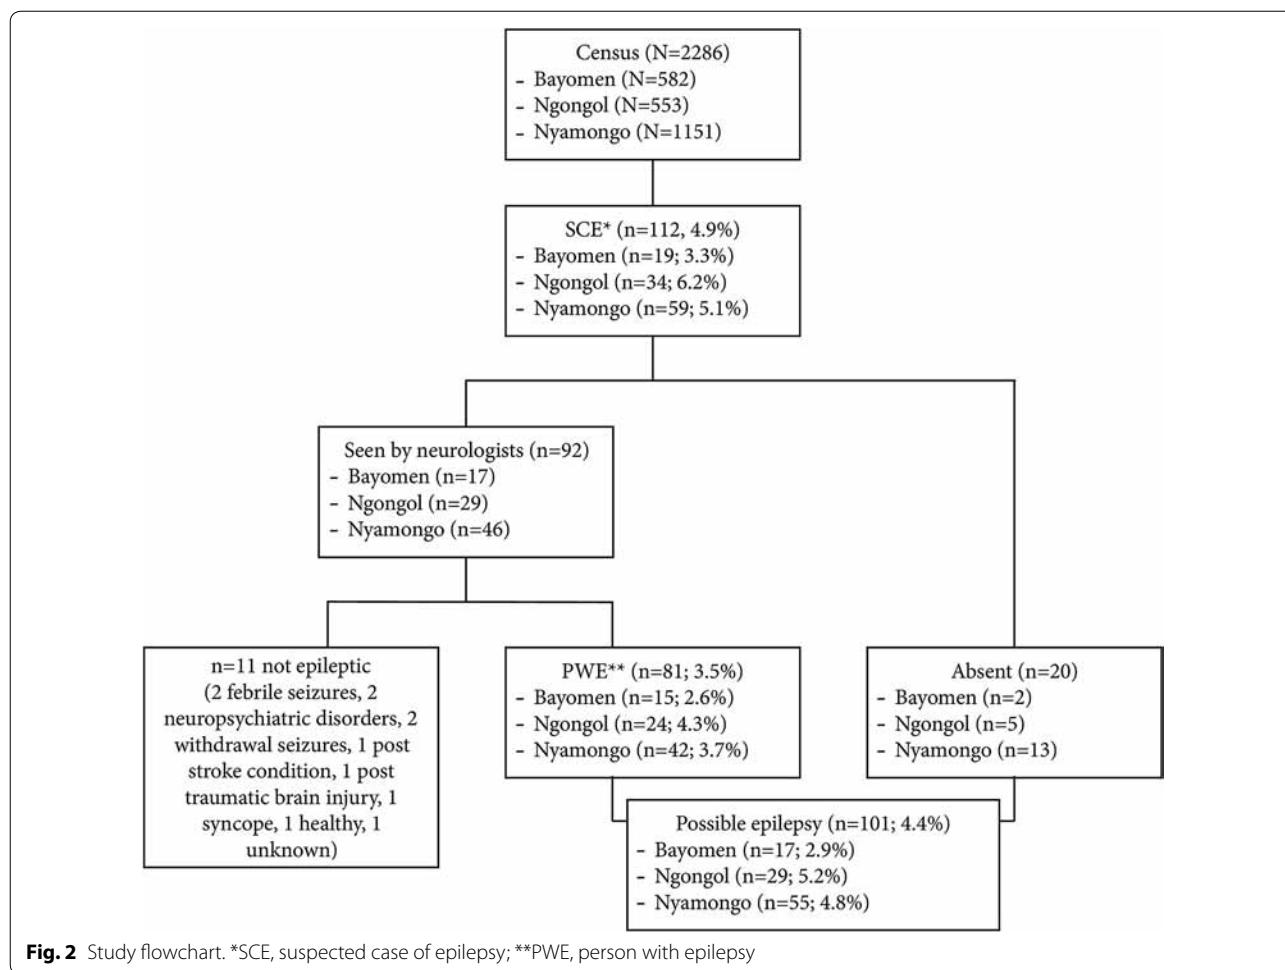 Census (N=2286)
- Bayomen (N=582)
- Ngongol (N=553)
- Nyamongo (N=1151)
SCE* (n=112, 4.9%)
- Bayomen (n=19; 3.3%)
- Ngongol (n=34; 6.2%)
- Nyamongo (n=59; 5.1%)
Seen by neurologists (n=92)
- Bayomen (n=17)
- Ngongol (n=29)
- Nyamongo (n=46)
n=11 not epileptic
(2 febrile seizures, 2
neuropsychiatric disorders, 2
withdrawal seizures, 1 post
stroke condition, 1 post
traumatic brain injury, 1
syncope, 1 healthy, 1
unknown)
PWE** (n=81; 3.5%)
- Bayomen (n=15; 2.6%)
- Ngongol (n=24; 4.3%)
- Nyamongo (n=42; 3.7%)
Absent (n=20)
- Bayomen (n=2)
- Ngongol (n=5)
- Nyamongo (n=13)
Possible epilepsy (n=101; 4.4%)
- Bayomen (n=17; 2.9%)
- Ngongol (n=29; 5.2%)
- Nyamongo (n=55; 4.8%)
Fig. 2 Study flowchart. *SCE, suspected case of epilepsy; **PWE, person with epilepsy